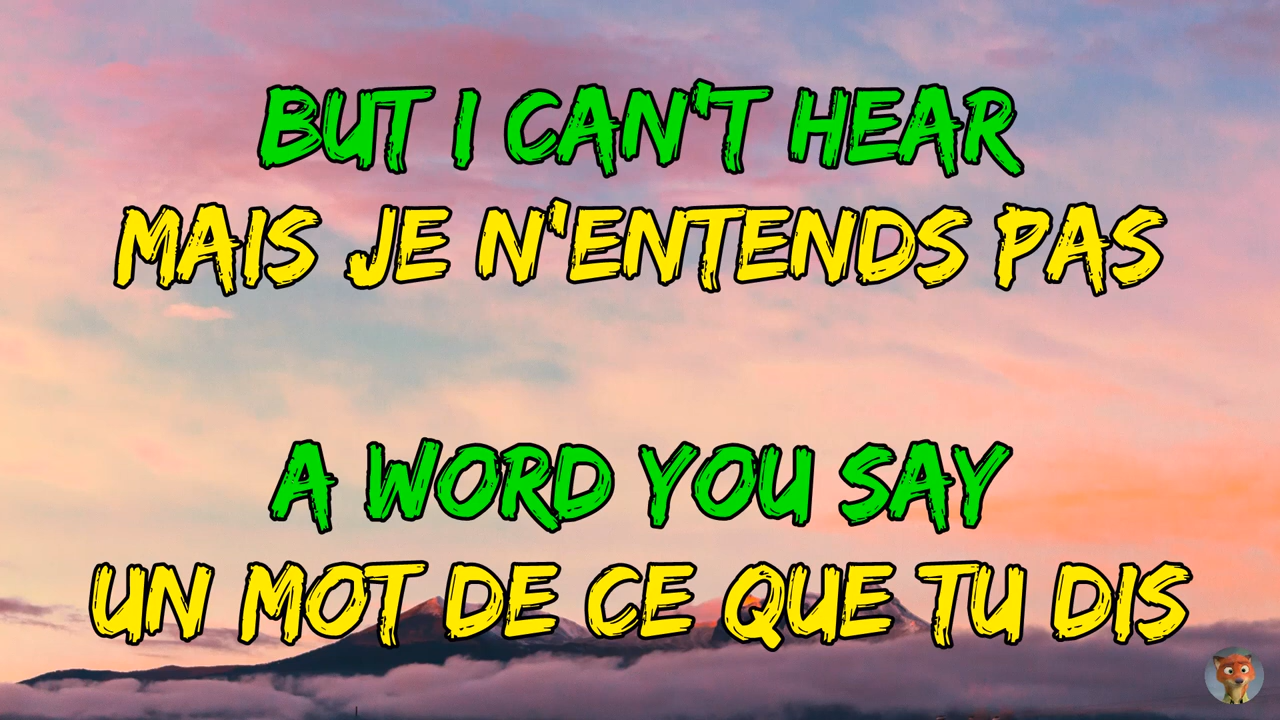 BUT I CAN'T HEAR
MAIS JE N'ENTENDS PAS
A WORD YOU SAY
UN MOT DE CE QUE TU DIS